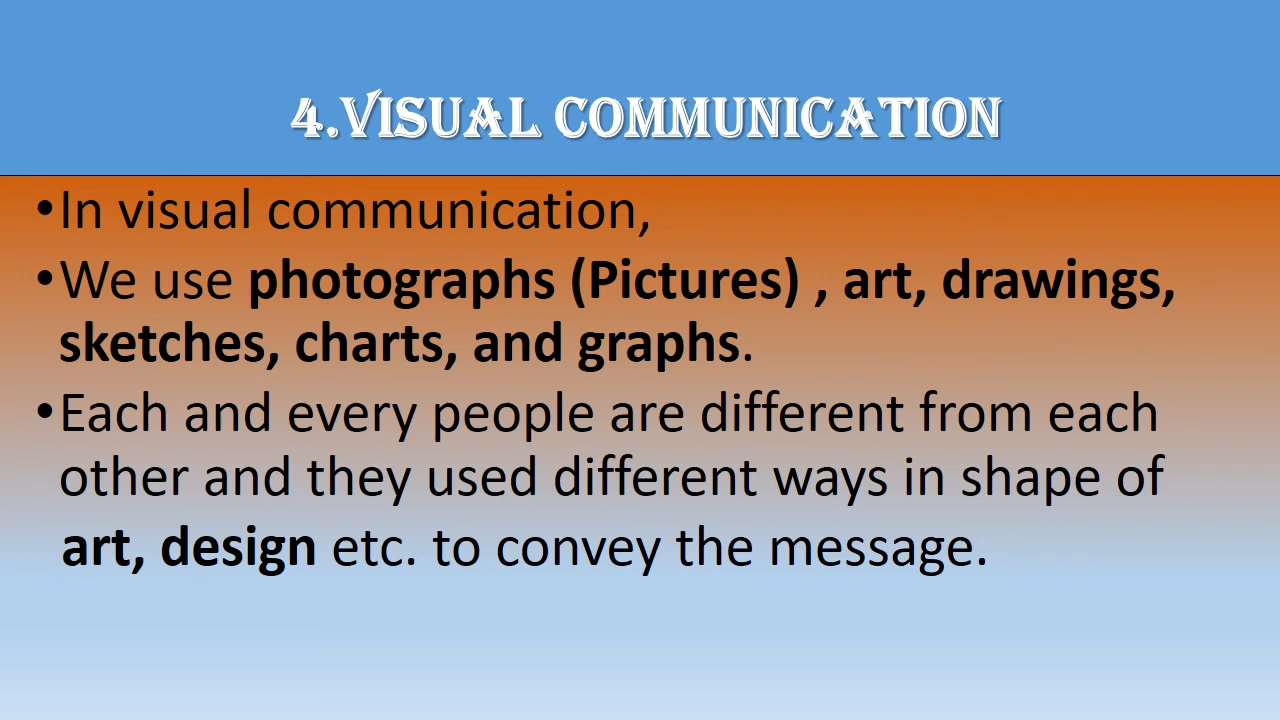 4.VISUAL COMMUNICATION
•In visual communication,
•We use photographs (Pictures) , art, drawings,
sketches, charts, and graphs.
•Each and every people are different from each
other and they used different ways in shape of
art, design etc. to convey the message.